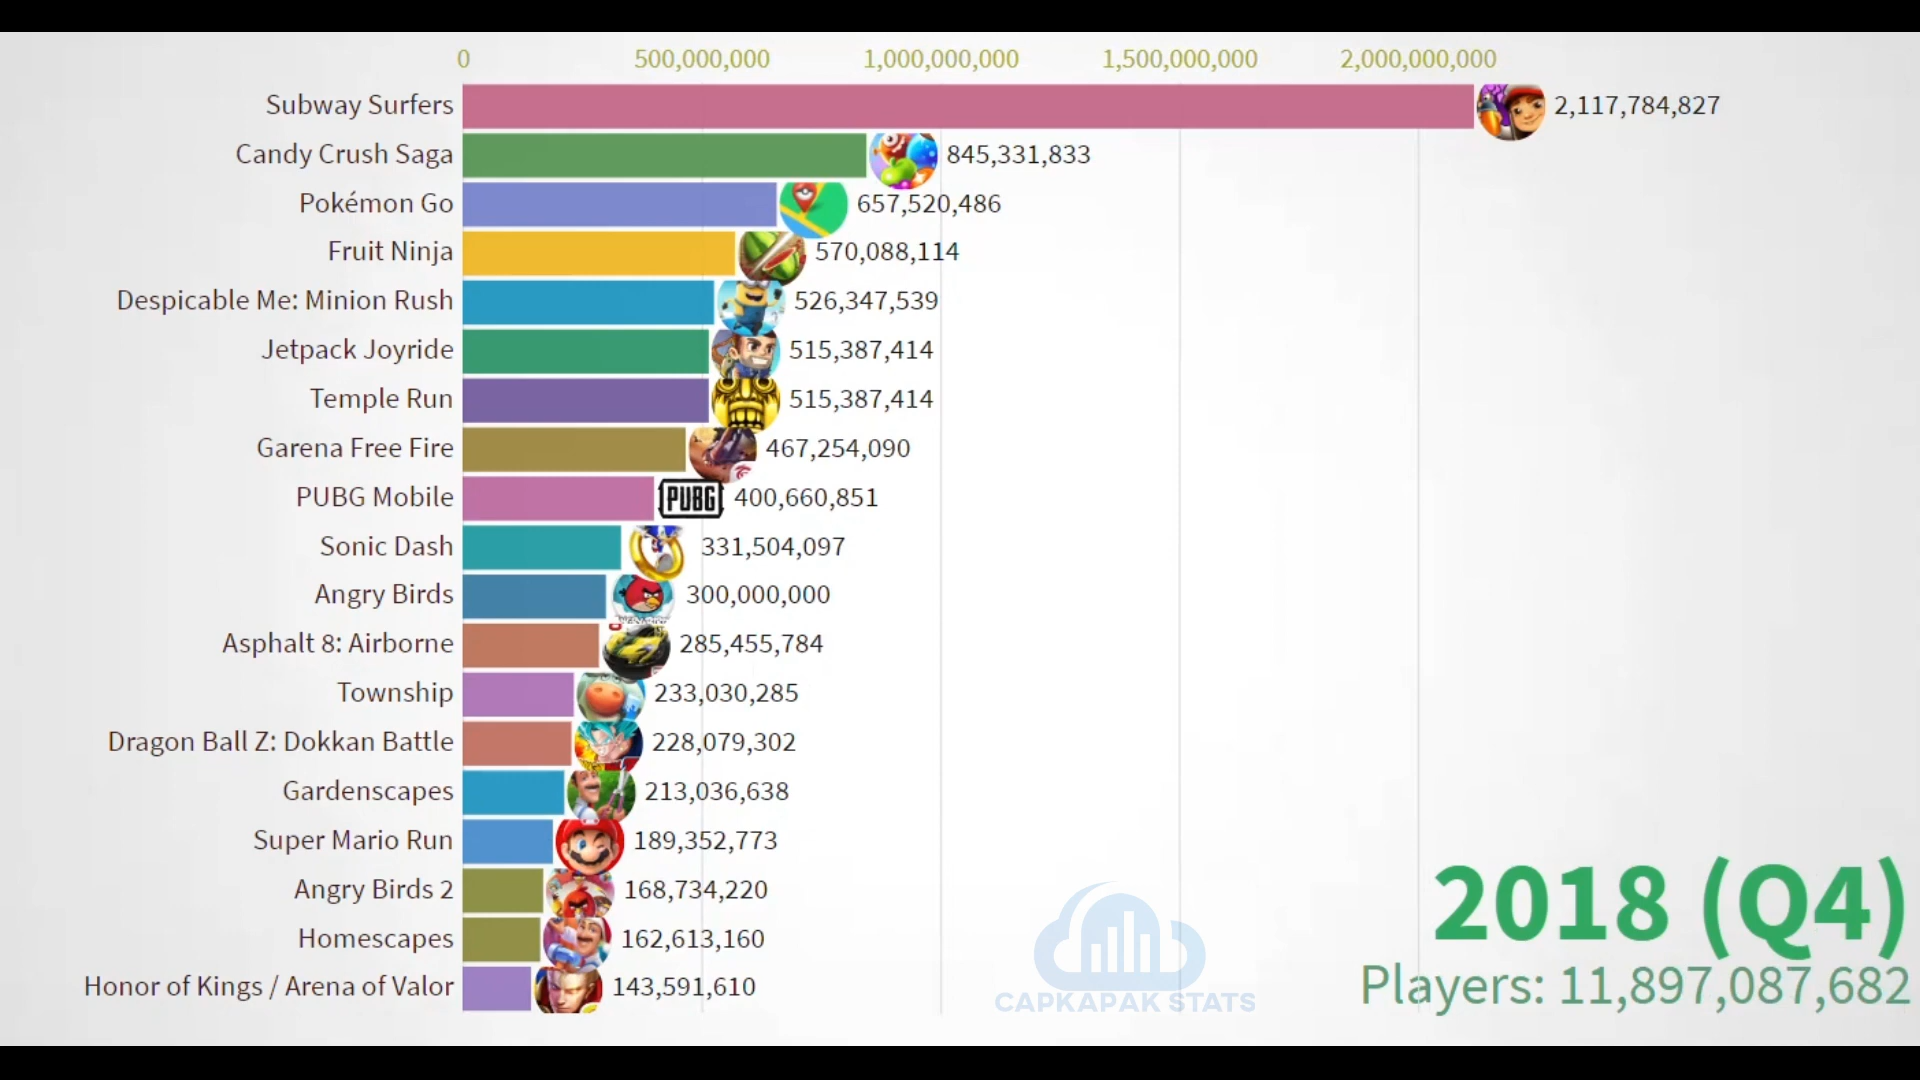 0 500,000,000 1,000,000,000 1,500,000,000 2,000,000,000
Subway Surfers 2,117,784,827
Candy Crush Saga 845,331,833
Pokémon Go 657,520,486
Fruit Ninja 570,088,114
Despicable Me: Minion Rush 526,347,539
Jetpack Joyride 515,387,414
Temple Run 515,387,414
Garena Free Fire 467,254,090
PUBG Mobile PUBG 400,660,851
Sonic Dash 331,504,097
Angry Birds 300,000,000
Asphalt 8: Airborne 285,455,784
Township 233,030,285
Dragon Ball Z: Dokkan Battle 228,079,302
Gardenscapes 213,036,638
Super Mario Run 189,352,773
Angry Birds 2 168,734,220
Homescapes 162,613,160
Honor of Kings / Arena of Valor 143,591,610
2018 (Q4)
Players: 11,897,087,682
CAPKAPAK STATS